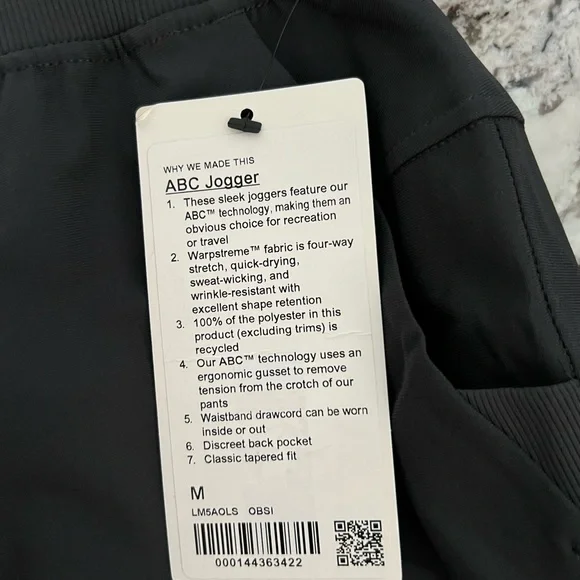 WHY WE MADE THIS
ABC Jogger
1. These sleek joggers feature our
ABC™ technology, making them an
obvious choice for recreation
or travel
2. Warpstreme™ fabric is four-way
stretch, quick-drying,
sweat-wicking, and
wrinkle-resistant with
excellent shape retention
3. 100% of the polyester in this
product (excluding trims) is
recycled
4. Our ABC™ technology uses an
ergonomic gusset to remove
tension from the crotch of our
pants
5. Waistband drawcord can be worn
inside or out
6. Discreet back pocket
7. Classic tapered fit
M
LM5AOLS OBSI
000144363422